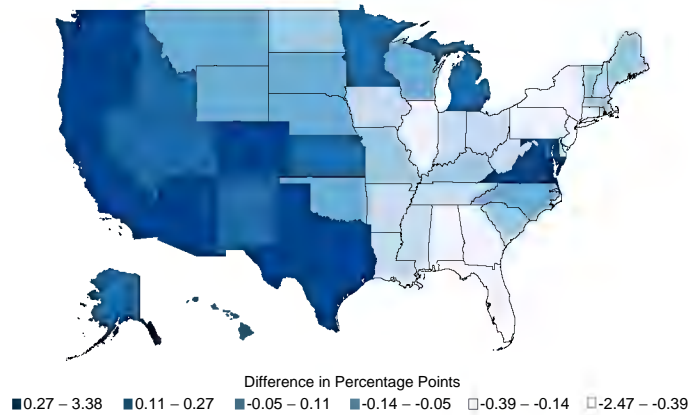 Difference in Percentage Points
0.27 – 3.38 0.11 – 0.27 -0.05 – 0.11 -0.14 – -0.05 -0.39 – -0.14 -2.47 – -0.39